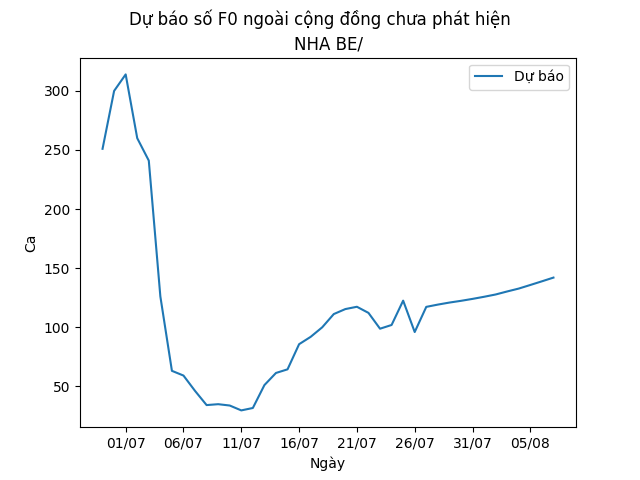 Dự báo số F0 ngoài cộng đồng chưa phát hiện
NHA BE/
Dự báo
Ca
300
250
200
150
100
50
01/07 06/07 11/07 16/07 21/07 26/07 31/07 05/08
Ngày